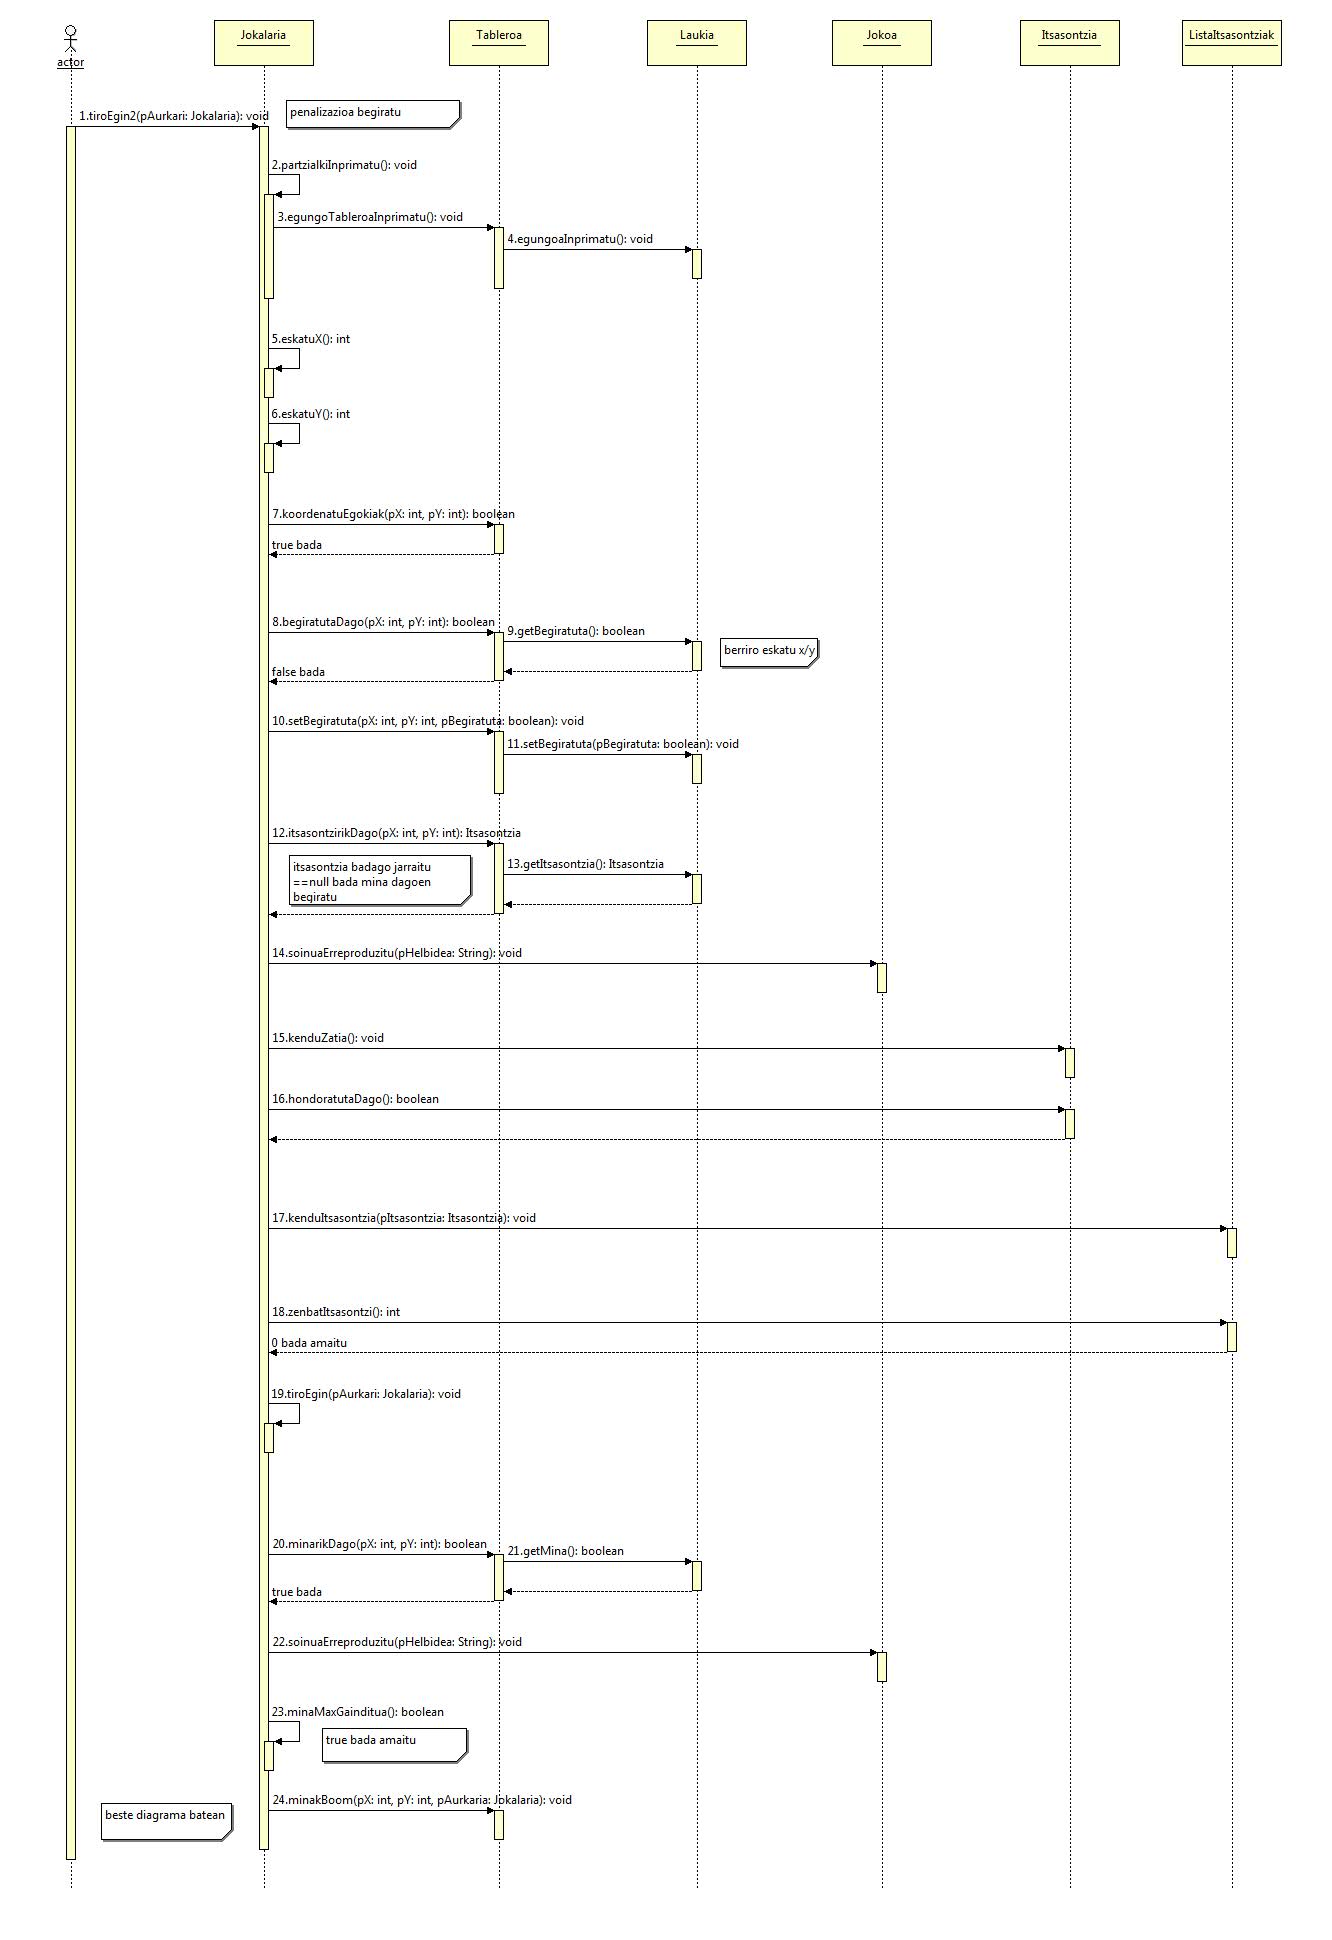 actor
Jokalaria
Tableroa
Laukia
Jokoa
Itsasontzia
ListaItsasontziak
1.tiroEgin2(pAurkari: Jokalaria): void
penalizazioa begiratu
2.partzialkiInprimatu(): void
3.egungoTableroaInprimatu(): void
4.egungoaInprimatu(): void
5.eskatuX(): int
6.eskatuY(): int
7.koordenatuEgokiak(pX: int, pY: int): boolean
true bada
8.begiratutaDago(pX: int, pY: int): boolean
9.getBegiratuta(): boolean
berriro eskatu x/y
false bada
10.setBegiratuta(pX: int, pY: int, pBegiratuta: boolean): void
11.setBegiratuta(pBegiratuta: boolean): void
12.itsasontzirikDago(pX: int, pY: int): Itsasontzia
itsasontzia badago jarraitu
==null bada mina dagoen
begiratu
13.getItsasontzia(): Itsasontzia
14.soinuaErreproduzitu(pHelbidea: String): void
15.kenduZatia(): void
16.hondoratutaDago(): boolean
17.kenduItsasontzia(pItsasontzia: Itsasontzia): void
18.zenbatItsasontzi(): int
0 bada amaitu
19.tiroEgin(pAurkari: Jokalaria): void
20.minarikDago(pX: int, pY: int): boolean
21.getMina(): boolean
true bada
22.soinuaErreproduzitu(pHelbidea: String): void
23.minaMaxGainditua(): boolean
true bada amaitu
24.minakBoom(pX: int, pY: int, pAurkaria: Jokalaria): void
beste diagrama batean